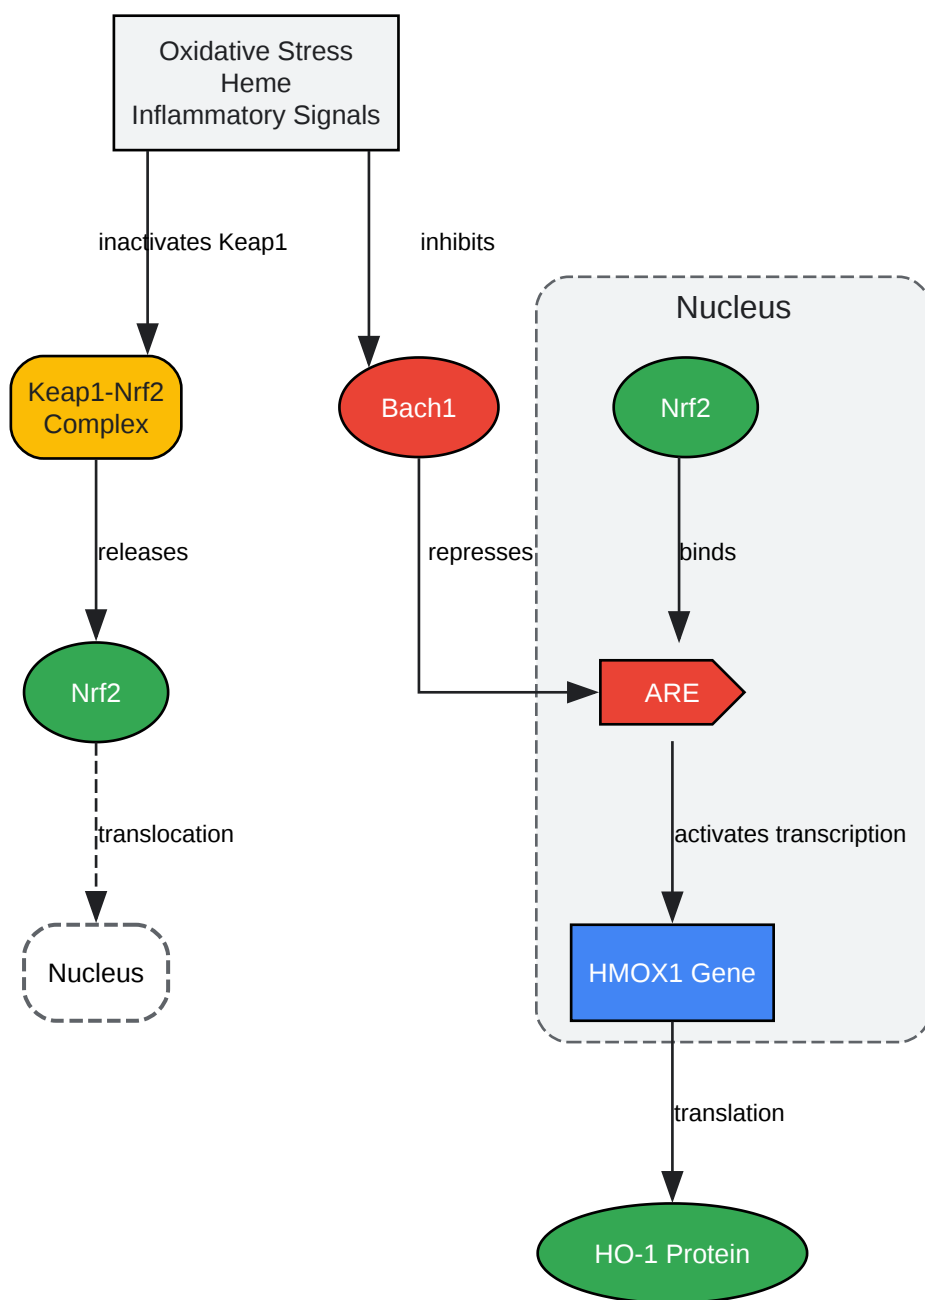 Oxidative Stress
Heme
Inflammatory Signals
inactivates Keap1
inhibits
Nucleus
Keap1-Nrf2
Complex
Bach1
Nrf2
releases
represses
binds
Nrf2
ARE
translocation
activates transcription
Nucleus
HMOX1 Gene
translation
HO-1 Protein